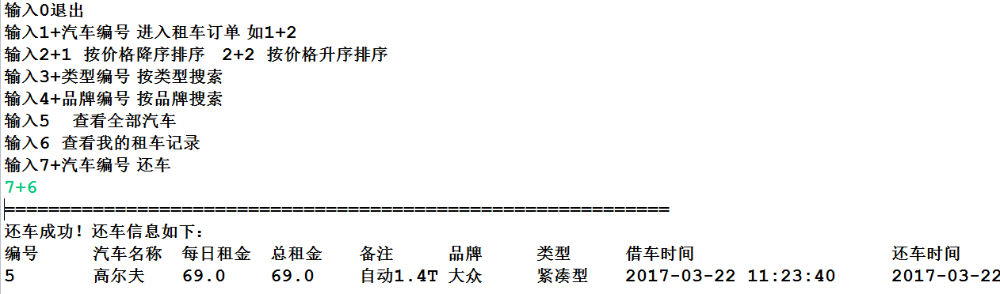 输入0退出
输入1+汽车编号 进入租车订单 如1+2
输入2+1 按价格降序排序 2+2 按价格升序排序
输入3+类型编号 按类型搜索
输入4+品牌编号 按品牌搜索
输入5 查看全部汽车
输入6 查看我的租车记录
输入7+汽车编号 还车
7+6
============================================================
还车成功！还车信息如下：
编号 汽车名称 每日租金 总租金 备注 品牌 类型 借车时间 还车时间
5 高尔夫 69.0 69.0 自动1.4T 大众 紧凑型 2017-03-22 11:23:40 2017-03-22